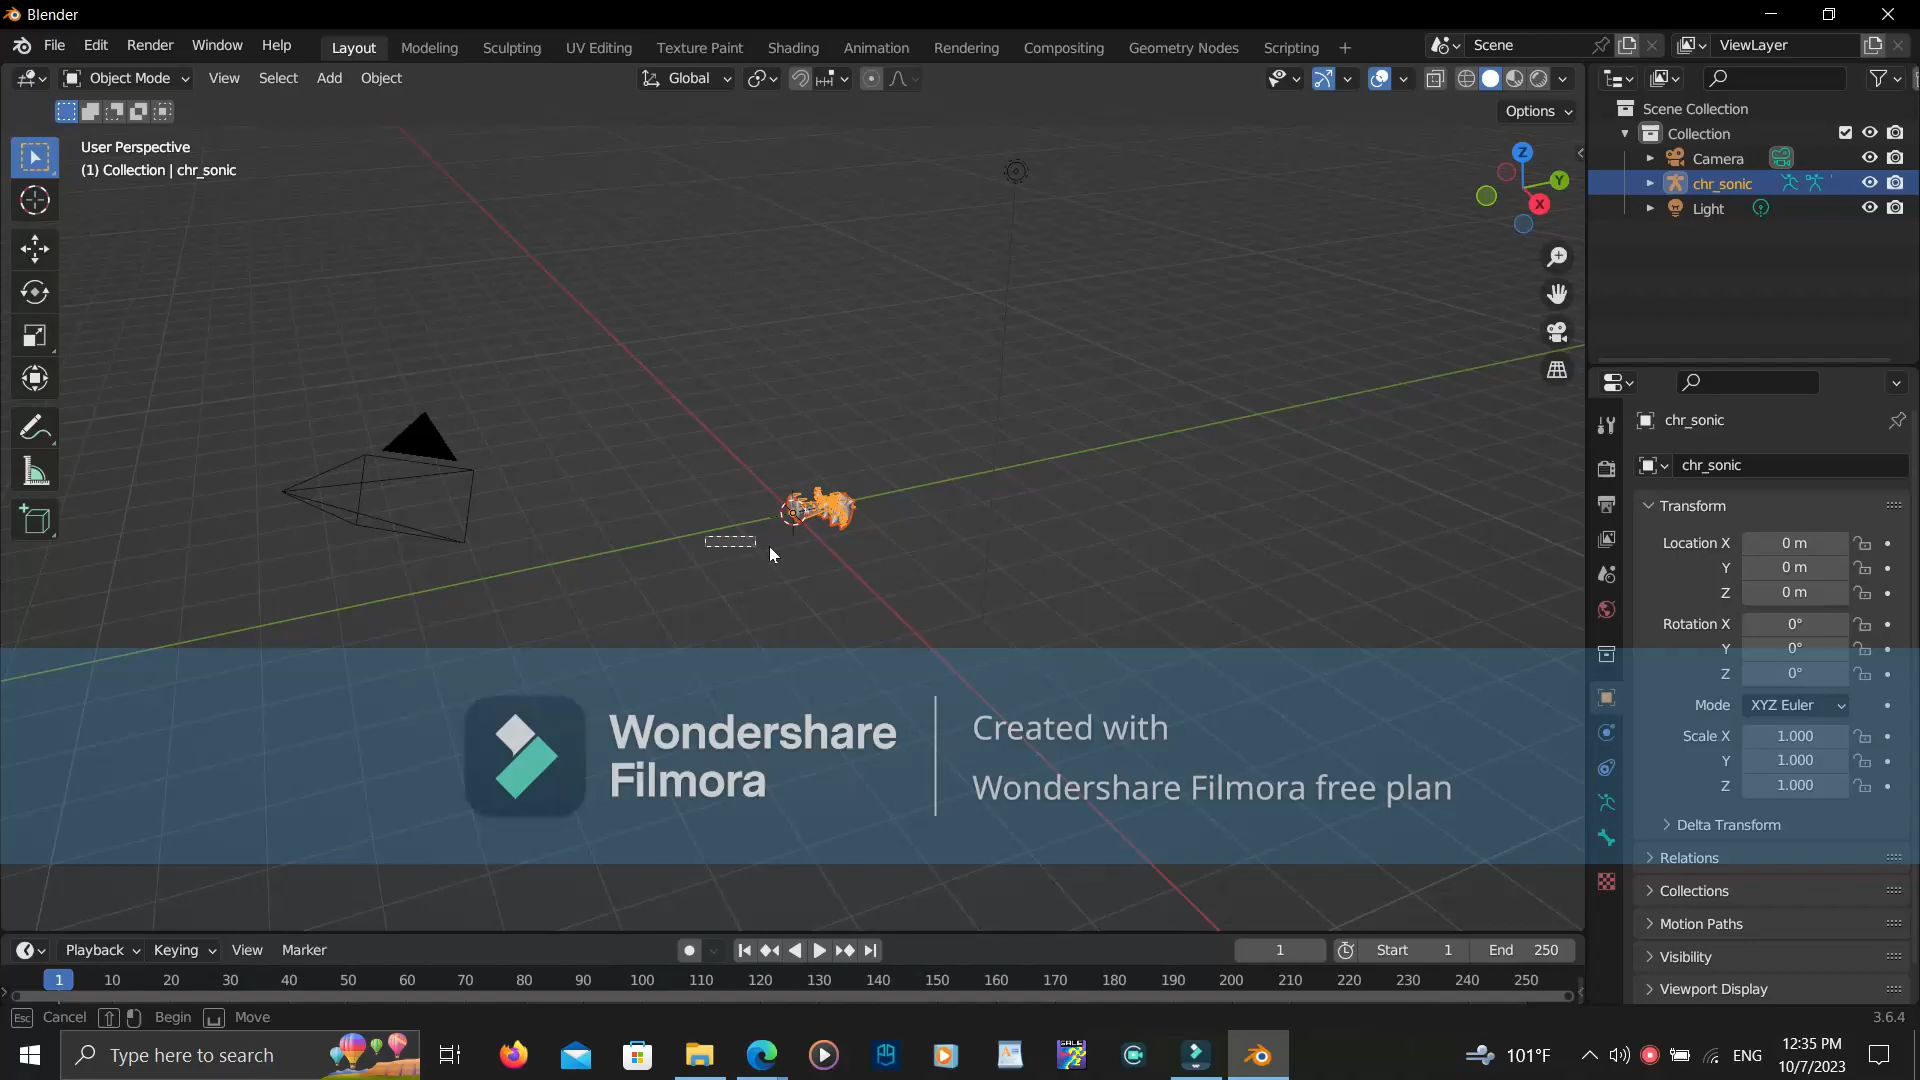 Blender
File Edit Render Window Help
Layout Modeling Sculpting UV Editing Texture Paint Shading Animation Rendering Compositing Geometry Nodes Scripting +
Scene
ViewLayer
Object Mode View Select Add Object
Global
Options
User Perspective
(1) Collection | chr_sonic
Z
Y
X
Scene Collection
Collection
Camera
chr_sonic
Light
chr_sonic
chr_sonic
Transform
Location X 0 m
Y 0 m
Z 0 m
Rotation X 0°
Y 0°
Z 0°
Mode XYZ Euler
Scale X 1.000
Y 1.000
Z 1.000
Delta Transform
Relations
Collections
Motion Paths
Visibility
Viewport Display
Wondershare
Filmora
Created with
Wondershare Filmora free plan
Playback Keying View Marker
1 Start 1 End 250
1 10 20 30 40 50 60 70 80 90 100 110 120 130 140 150 160 170 180 190 200 210 220 230 240 250
Esc Cancel Begin Move
3.6.4
Type here to search
101°F
ENG
12:35 PM
10/7/2023